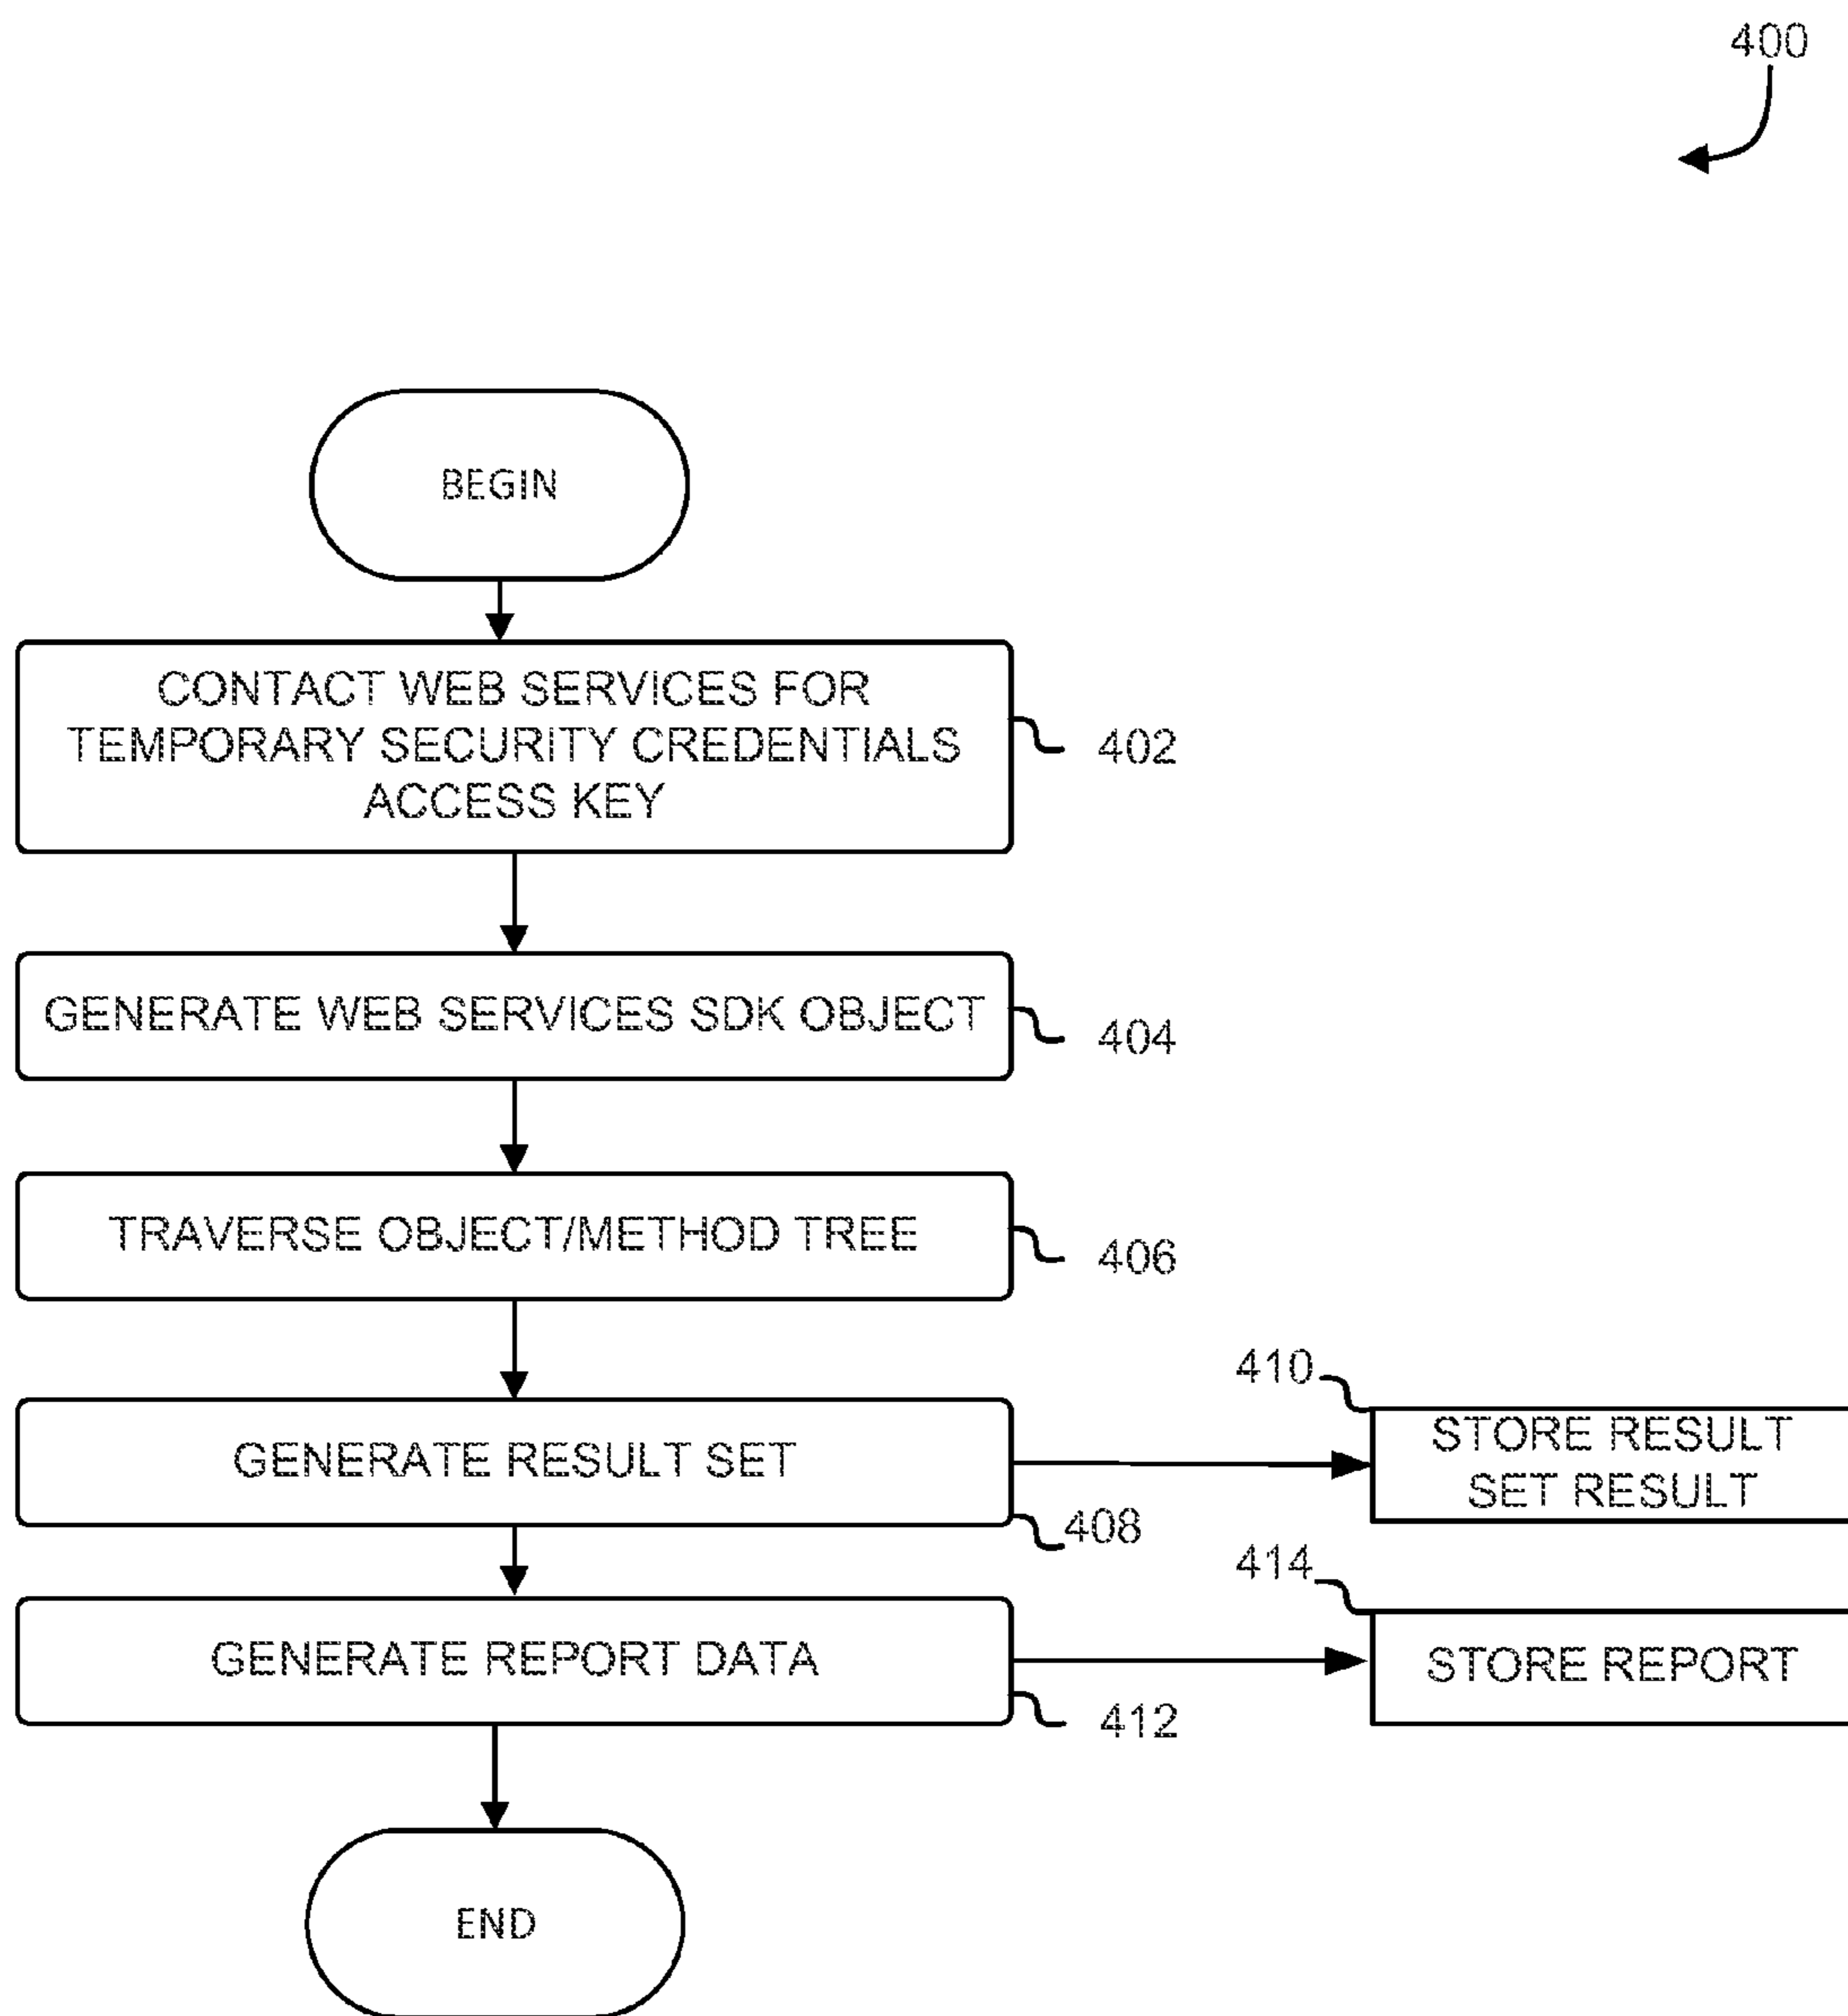 400
BEGIN
CONTACT WEB SERVICES FOR
TEMPORARY SECURITY CREDENTIALS
ACCESS KEY
402
GENERATE WEB SERVICES SDK OBJECT
404
TRAVERSE OBJECT/METHOD TREE
406
GENERATE RESULT SET
408
410
STORE RESULT
SET RESULT
GENERATE REPORT DATA
412
414
STORE REPORT
END